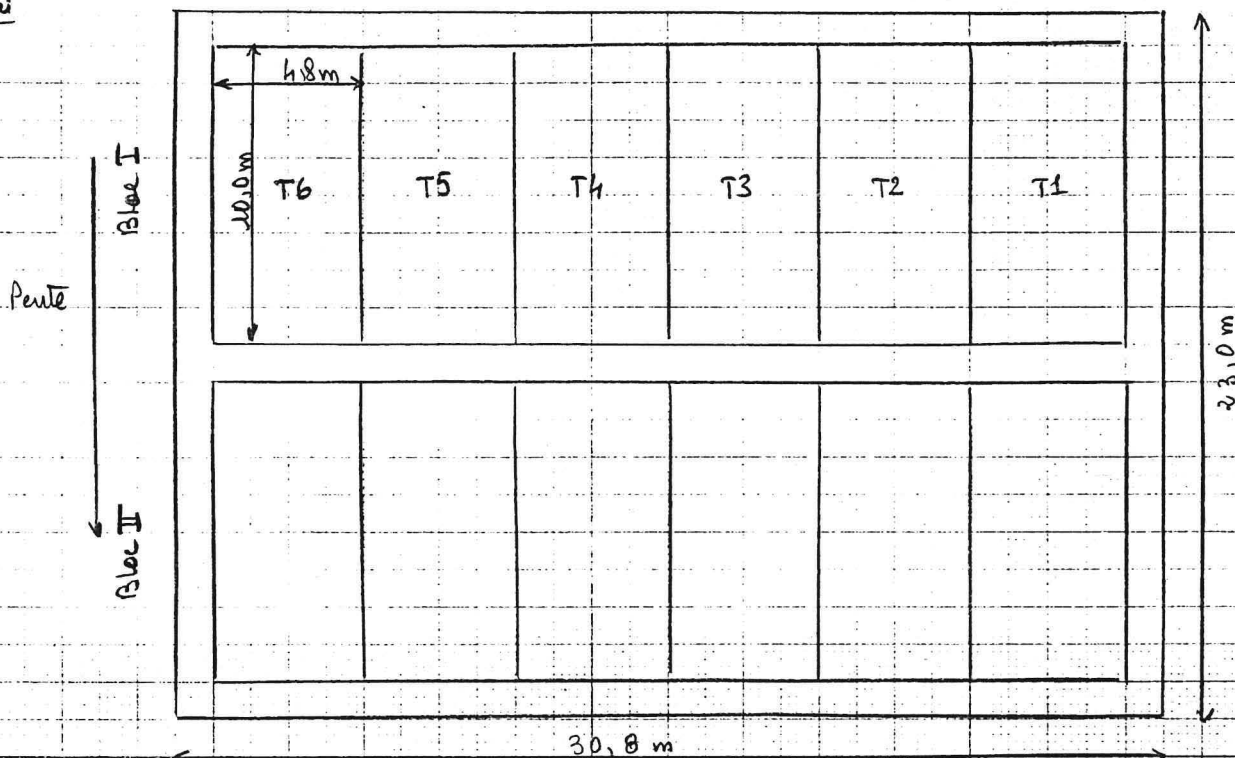 4,8m
Bloc I
10,0m
T6 T5 T4 T3 T2 T1
Pente
23,0 m
Bloc II
30,8 m